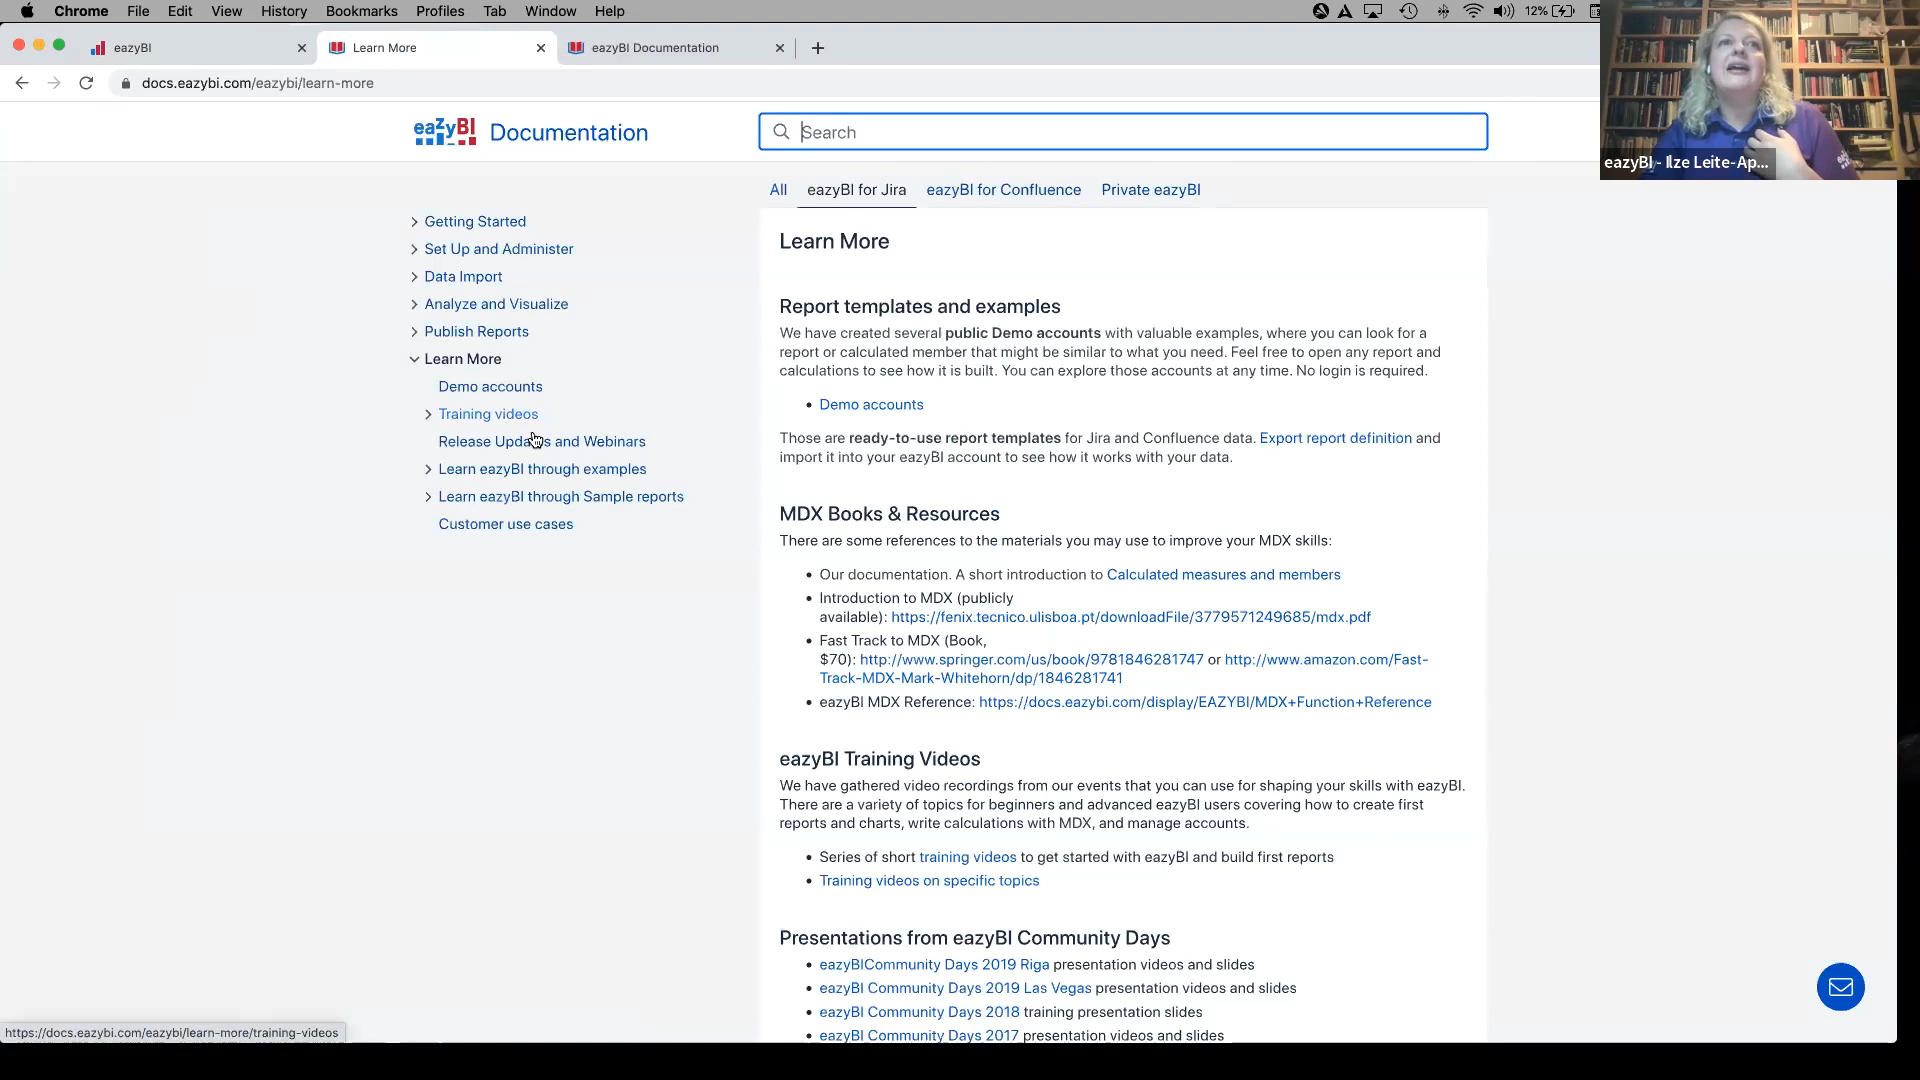 Chrome File Edit View History Bookmarks Profiles Tab Window Help 12%
eazyBI Learn More eazyBI Documentation
docs.eazybi.com/eazybi/learn-more
eazyBI Documentation Search
eazyBI - Ilze Leite-Ap...
All eazyBI for Jira eazyBI for Confluence Private eazyBI
Getting Started
Set Up and Administer
Data Import
Analyze and Visualize
Publish Reports
Learn More
Demo accounts
Training videos
Release Updates and Webinars
Learn eazyBI through examples
Learn eazyBI through Sample reports
Customer use cases
Learn More
Report templates and examples
We have created several public Demo accounts with valuable examples, where you can look for a
report or calculated member that might be similar to what you need. Feel free to open any report and
calculations to see how it is built. You can explore those accounts at any time. No login is required.
• Demo accounts
Those are ready-to-use report templates for Jira and Confluence data. Export report definition and
import it into your eazyBI account to see how it works with your data.
MDX Books & Resources
There are some references to the materials you may use to improve your MDX skills:
• Our documentation. A short introduction to Calculated measures and members
• Introduction to MDX (publicly
available): https://fenix.tecnico.ulisboa.pt/downloadFile/3779571249685/mdx.pdf
• Fast Track to MDX (Book,
$70): http://www.springer.com/us/book/9781846281747 or http://www.amazon.com/Fast-
Track-MDX-Mark-Whitehorn/dp/1846281741
• eazyBI MDX Reference: https://docs.eazybi.com/display/EAZYBI/MDX+Function+Reference
eazyBI Training Videos
We have gathered video recordings from our events that you can use for shaping your skills with eazyBI.
There are a variety of topics for beginners and advanced eazyBI users covering how to create first
reports and charts, write calculations with MDX, and manage accounts.
• Series of short training videos to get started with eazyBI and build first reports
• Training videos on specific topics
Presentations from eazyBI Community Days
• eazyBICommunity Days 2019 Riga presentation videos and slides
• eazyBI Community Days 2019 Las Vegas presentation videos and slides
• eazyBI Community Days 2018 training presentation slides
• eazyBI Community Days 2017 presentation videos and slides
https://docs.eazybi.com/eazybi/learn-more/training-videos